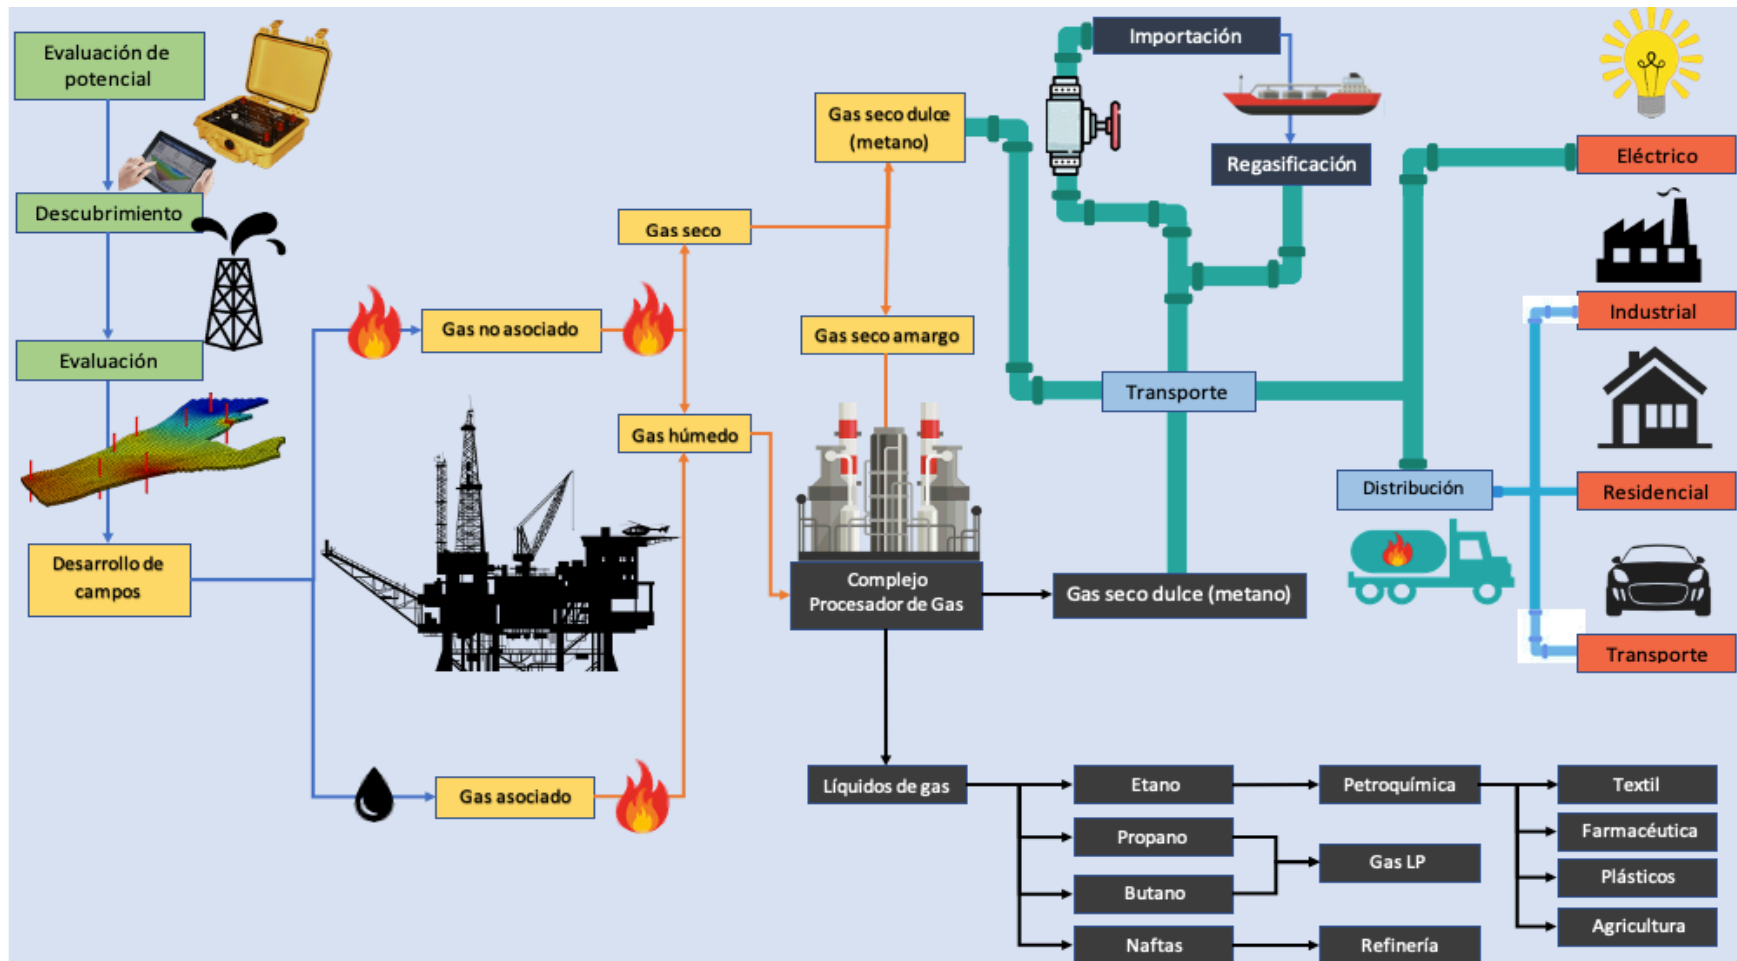 Evaluación de
potencial
Descubrimiento
Evaluación
Desarrollo de
campos
Gas no asociado
Gas asociado
Gas seco
Gas húmedo
Gas seco dulce
(metano)
Gas seco amargo
Complejo
Procesador de Gas
Gas seco dulce (metano)
Importación
Regasificación
Transporte
Distribución
Eléctrico
Industrial
Residencial
Transporte
Líquidos de gas
Etano
Propano
Butano
Naftas
Petroquímica
Gas LP
Refinería
Textil
Farmacéutica
Plásticos
Agricultura